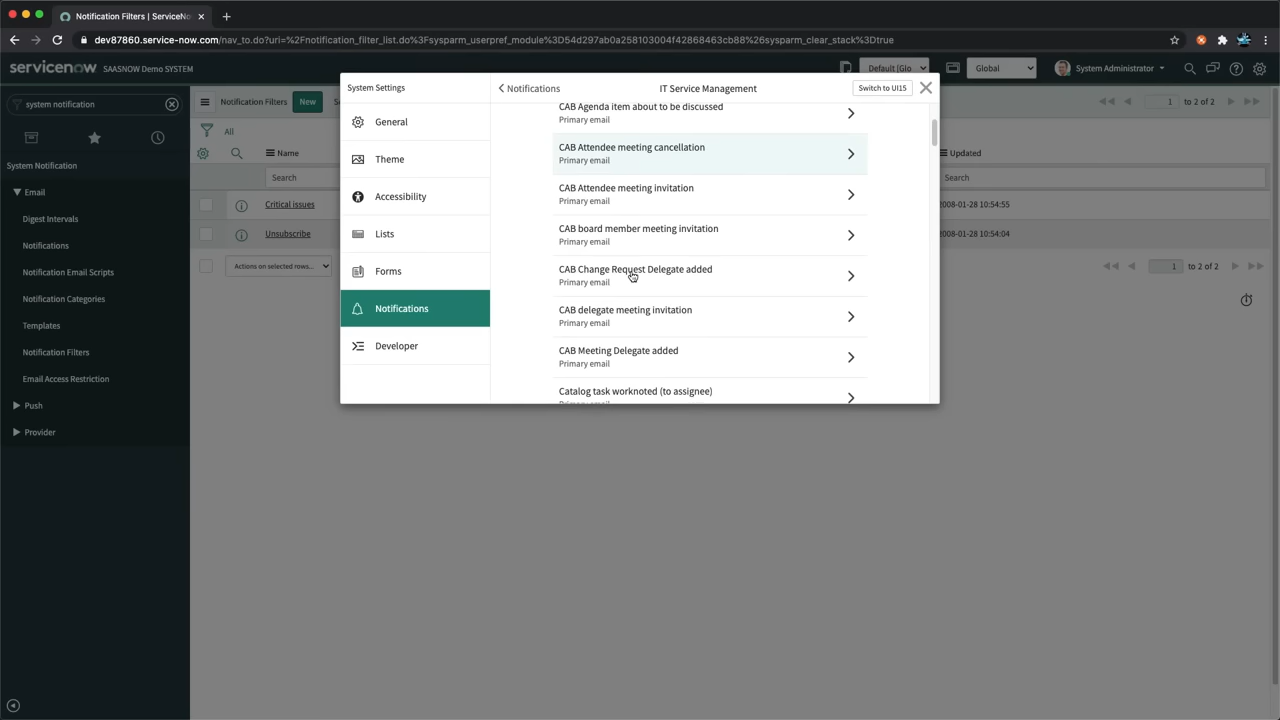 Notification Filters | ServiceNo
dev87860.service-now.com/nav_to.do?uri=%2Fnotification_filter_list.do%3Fsysparm_userpref_module%3D54d297ab0a258103004f42868463cb88%26sysparm_clear_stack%3Dtrue
servicenow SAASNOW Demo SYSTEM
Default [Glo
Global
System Administrator
system notification
System Notification
Email
Digest Intervals
Notifications
Notification Email Scripts
Notification Categories
Templates
Notification Filters
Email Access Restriction
Push
Provider
Notification Filters
New
1 to 2 of 2
All
Name
Updated
Search
Search
Critical issues
2008-01-28 10:54:55
Unsubscribe
2008-01-28 10:54:04
Actions on selected rows...
1 to 2 of 2
System Settings
General
Theme
Accessibility
Lists
Forms
Notifications
Developer
Notifications
IT Service Management
Switch to UI15
CAB Agenda item about to be discussed
Primary email
CAB Attendee meeting cancellation
Primary email
CAB Attendee meeting invitation
Primary email
CAB board member meeting invitation
Primary email
CAB Change Request Delegate added
Primary email
CAB delegate meeting invitation
Primary email
CAB Meeting Delegate added
Primary email
Catalog task worknoted (to assignee)
Primary email